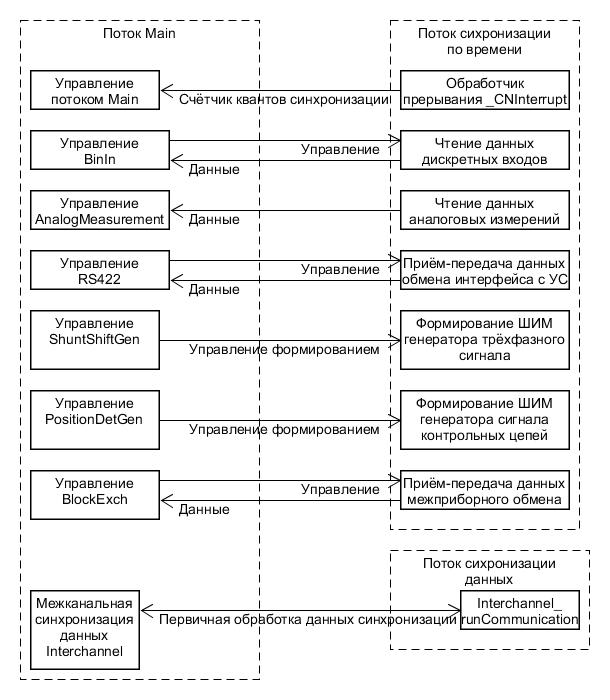 Поток Main
Поток сихронизации
по времени
Управление
потоком Main
Счётчик квантов синхронизации
Обработчик
прерывания _CNInterrupt
Управление
BinIn
Управление
Данные
Чтение данных
дискретных входов
Управление
AnalogMeasurement
Данные
Чтение данных
аналоговых измерений
Управление
RS422
Управление
Данные
Приём-передача данных
обмена интерфейса с УС
Управление
ShuntShiftGen
Управление формированием
Формирование ШИМ
генератора трёхфазного
сигнала
Управление
PositionDetGen
Управление формированием
Формирование ШИМ
генератора сигнала
контрольных цепей
Управление
BlockExch
Управление
Данные
Приём-передача данных
межприборного обмена
Поток сихронизации
данных
Межканальная
синхронизация
данных
Interchannel
Первичная обработка данных синхронизации
Interchannel_
runCommunication